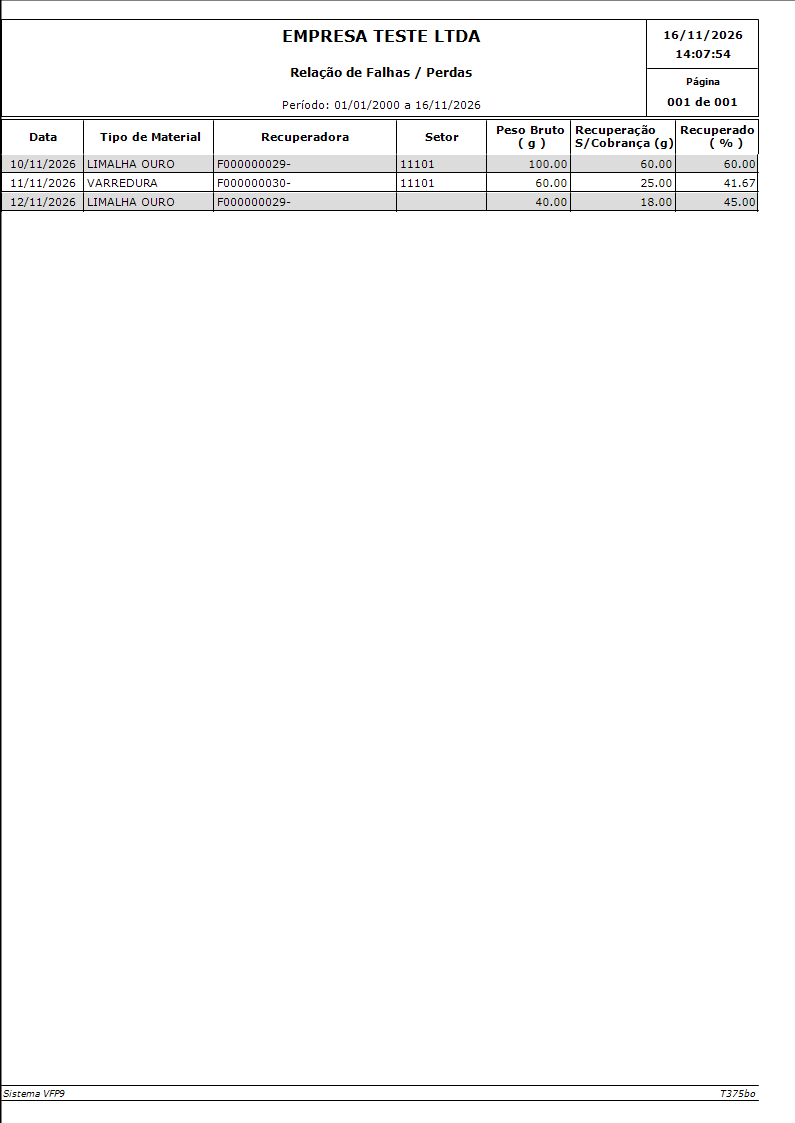 EMPRESA TESTE LTDA
16/11/2026
14:07:54
Relação de Falhas / Perdas
Página
Período: 01/01/2000 a 16/11/2026
001 de 001
Data Tipo de Material Recuperadora Setor Peso Bruto ( g ) Recuperação S/Cobrança (g) Recuperado ( % )
10/11/2026 LIMALHA OURO F000000029- 11101 100.00 60.00 60.00
11/11/2026 VARREDURA F000000030- 11101 60.00 25.00 41.67
12/11/2026 LIMALHA OURO F000000029- 40.00 18.00 45.00
Sistema VFP9 T375bo